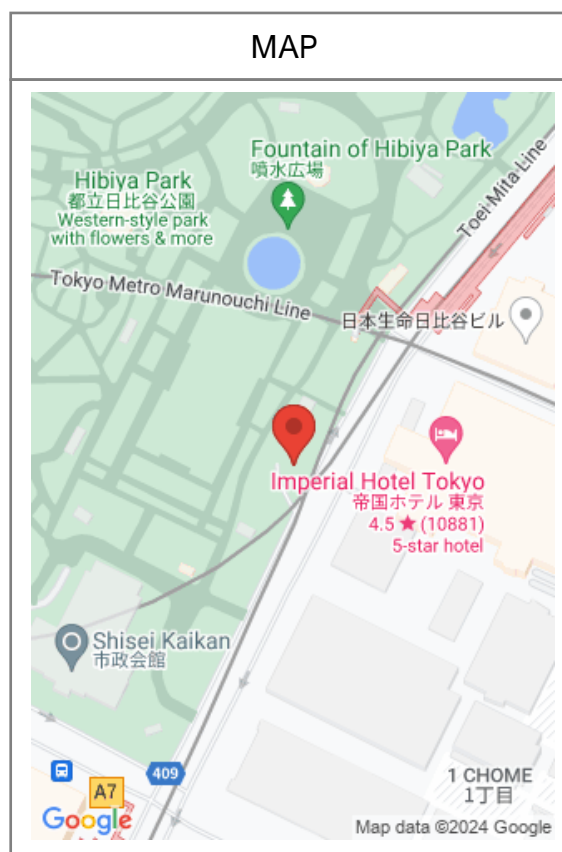 MAP
Fountain of Hibiya Park
噴水広場
Hibiya Park
都立日比谷公園
Western-style park
with flowers & more
Toei Mita Line
Tokyo Metro Marunouchi Line
日本生命日比谷ビル
Imperial Hotel Tokyo
帝国ホテル 東京
4.5 ★ (10881)
5-star hotel
Shisei Kaikan
市政会館
409
A7
1 CHOME
1丁目
Google
Map data ©2024 Google